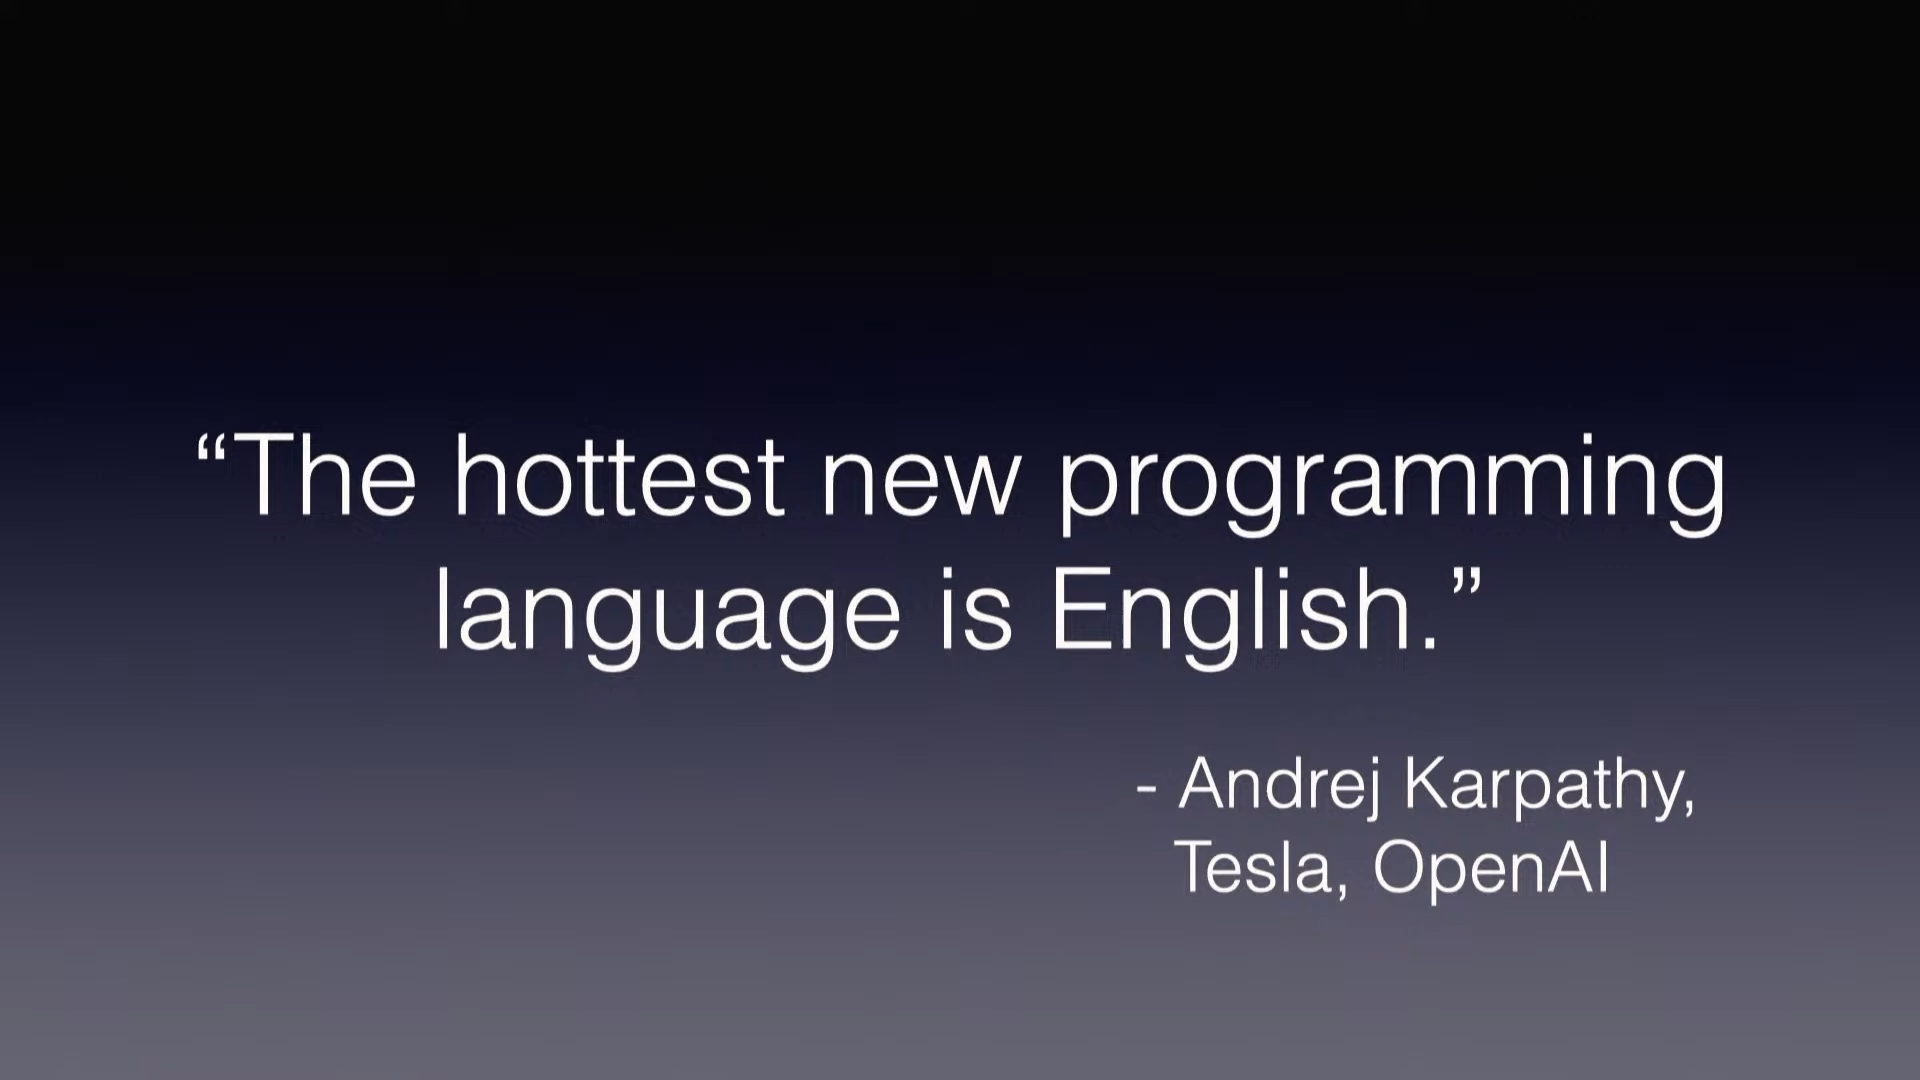 “The hottest new programming
language is English.”
- Andrej Karpathy,
Tesla, OpenAI